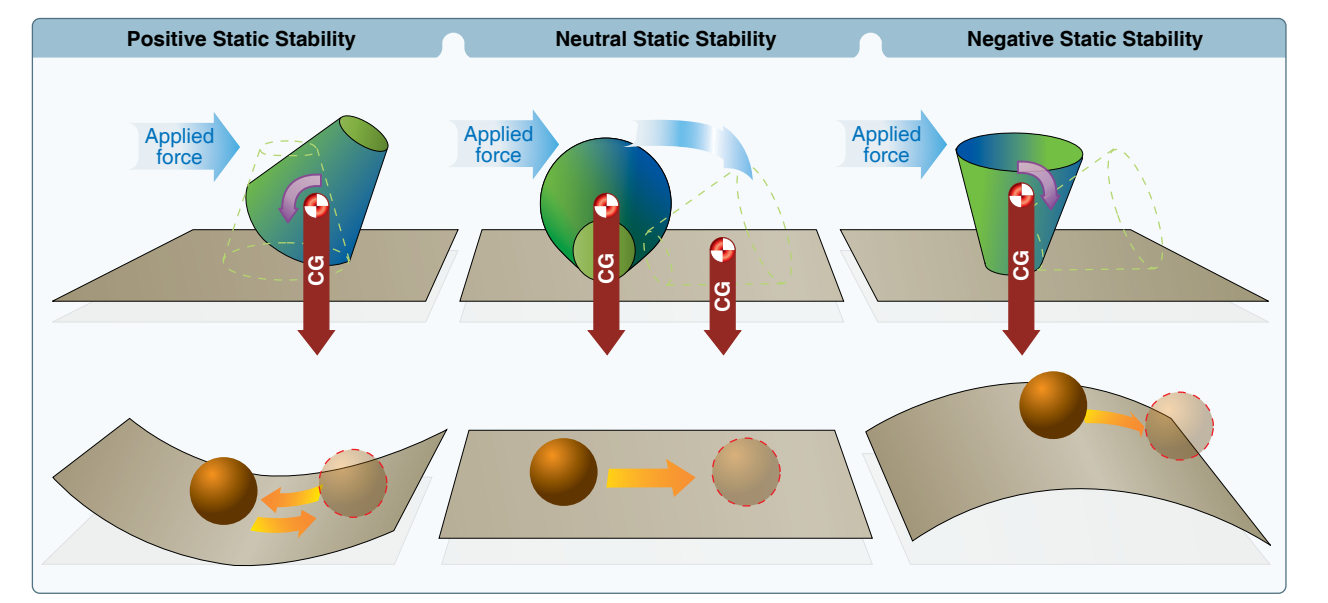 Positive Static Stability
Neutral Static Stability
Negative Static Stability
Applied
force
Applied
force
Applied
force
CG
CG
CG
CG